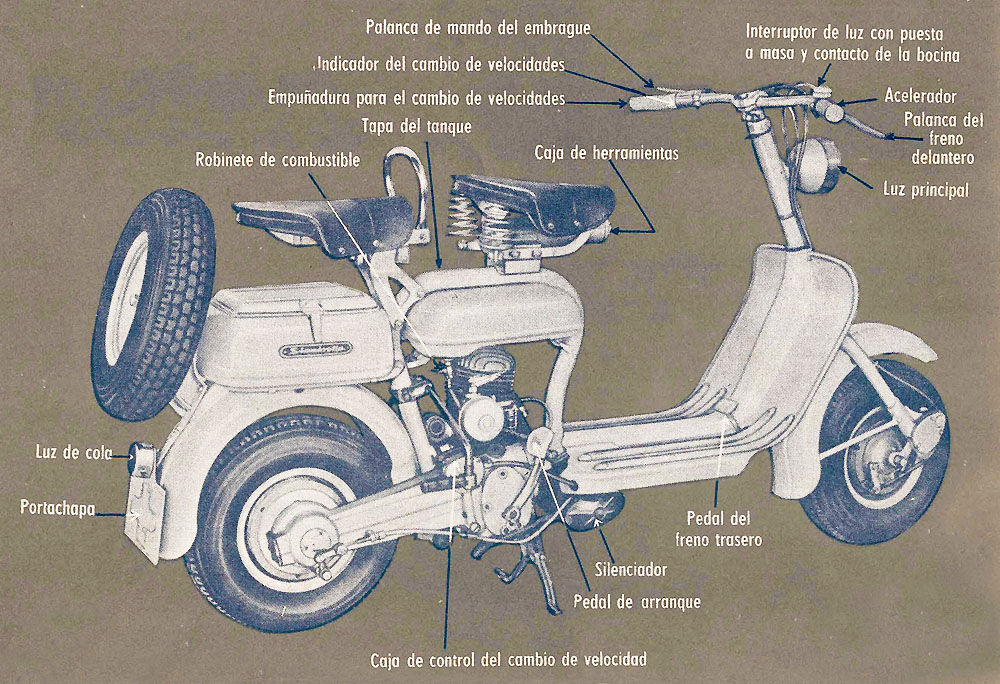 Palanca de mando del embrague
Indicador del cambio de velocidades
Empuñadura para el cambio de velocidades
Tapa del tanque
Robinete de combustible
Caja de herramientas
Interruptor de luz con puesta
a masa y contacto de la bocina
Acelerador
Palanca del
freno
delantero
Luz principal
Luz de cola
Portachapa
Pedal del
freno trasero
Silenciador
Pedal de arranque
Caja de control del cambio de velocidad